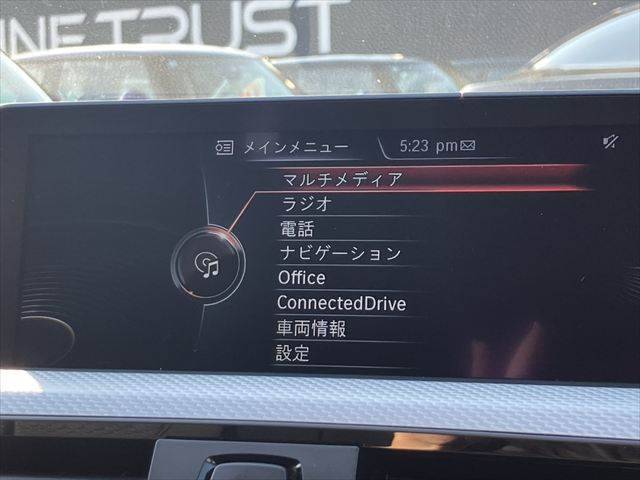 INE TRUST
メインメニュー 5:23 pm
マルチメディア
ラジオ
電話
ナビゲーション
Office
ConnectedDrive
車両情報
設定